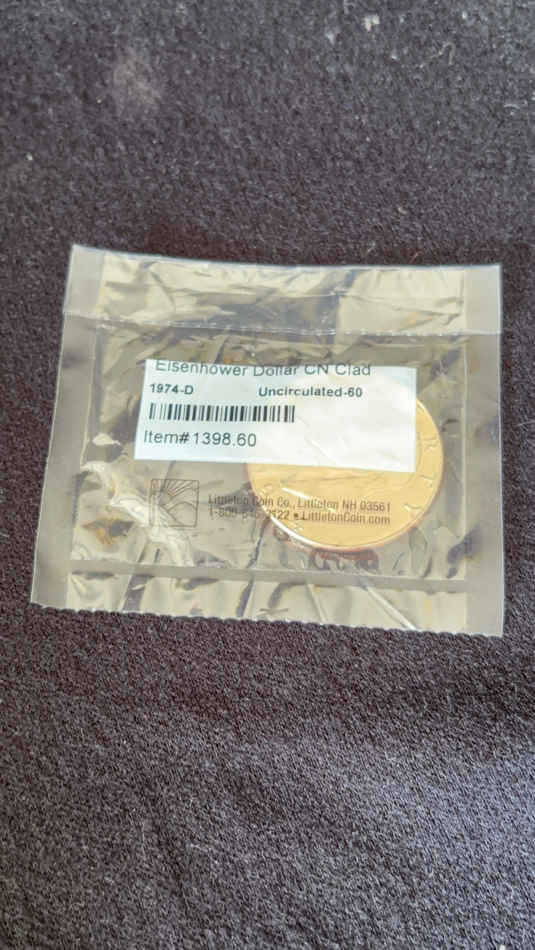 Eisenhower Dollar CN Clad
1974-D Uncirculated-60
Item# 1398.60
Littleton Coin Co., Littleton NH 03561
LittletonCoin.com